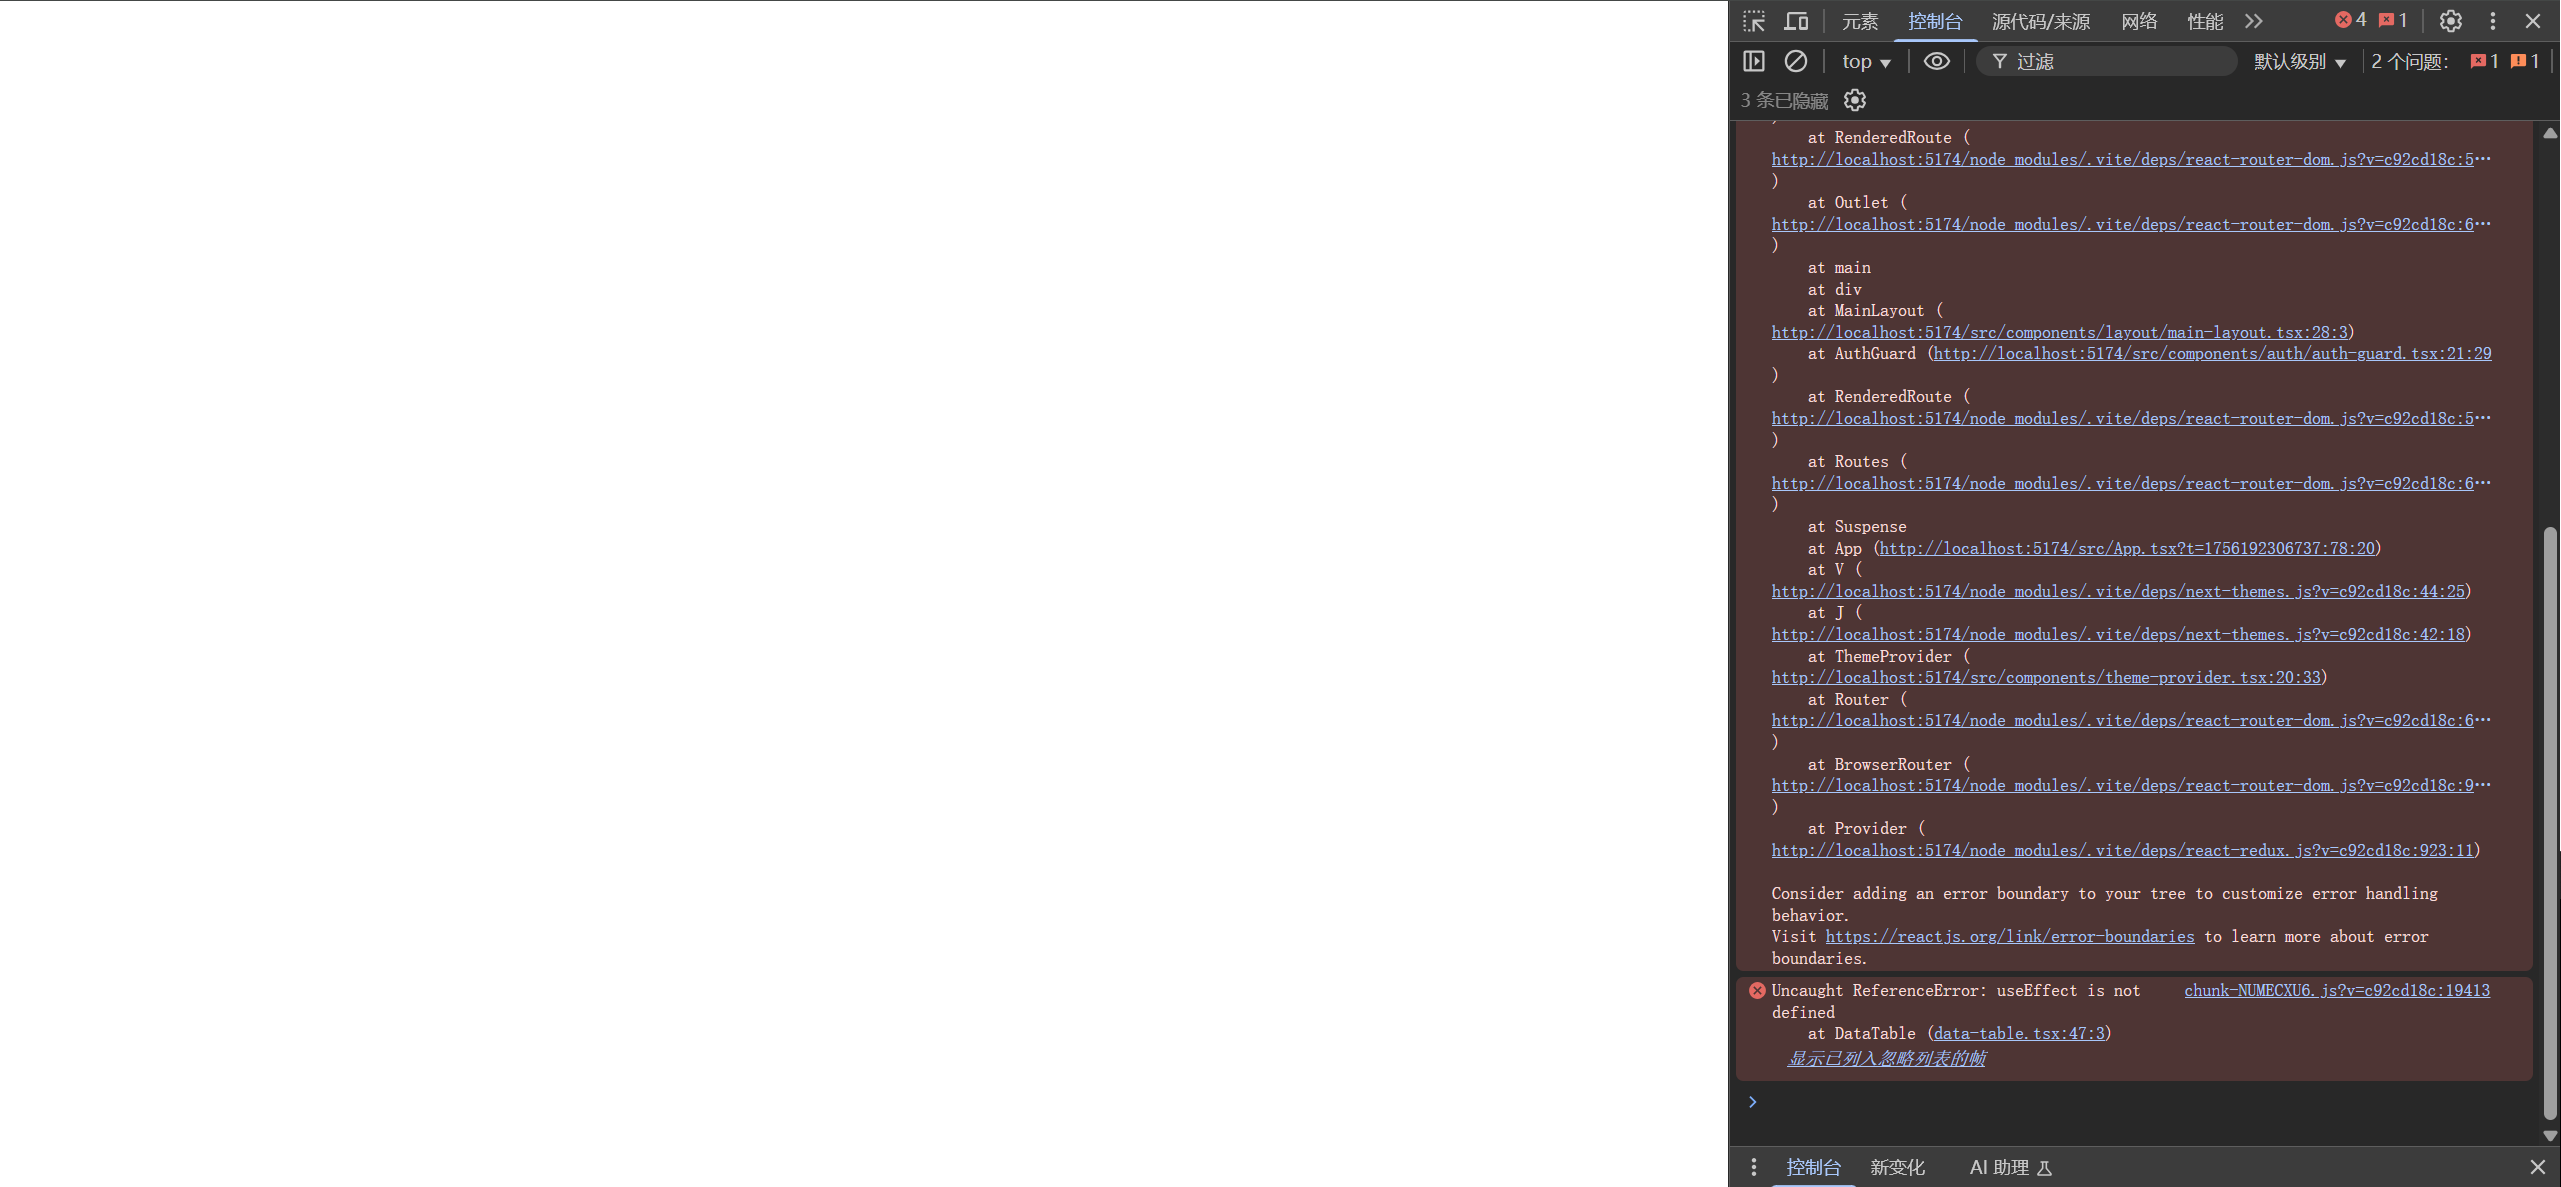 元素 控制台 源代码/来源 网络 性能 4 1
top 过滤 默认级别 2 个问题: 1 1
3 条已隐藏
)
at RenderedRoute (
http://localhost:5174/node_modules/.vite/deps/react-router-dom.js?v=c92cd18c:5…
)
at Outlet (
http://localhost:5174/node_modules/.vite/deps/react-router-dom.js?v=c92cd18c:6…
)
at main
at div
at MainLayout (
http://localhost:5174/src/components/layout/main-layout.tsx:28:3)
at AuthGuard (http://localhost:5174/src/components/auth/auth-guard.tsx:21:29
)
at RenderedRoute (
http://localhost:5174/node_modules/.vite/deps/react-router-dom.js?v=c92cd18c:5…
)
at Routes (
http://localhost:5174/node_modules/.vite/deps/react-router-dom.js?v=c92cd18c:6…
)
at Suspense
at App (http://localhost:5174/src/App.tsx?t=1756192306737:78:20)
at V (
http://localhost:5174/node_modules/.vite/deps/next-themes.js?v=c92cd18c:44:25)
at J (
http://localhost:5174/node_modules/.vite/deps/next-themes.js?v=c92cd18c:42:18)
at ThemeProvider (
http://localhost:5174/src/components/theme-provider.tsx:20:33)
at Router (
http://localhost:5174/node_modules/.vite/deps/react-router-dom.js?v=c92cd18c:6…
)
at BrowserRouter (
http://localhost:5174/node_modules/.vite/deps/react-router-dom.js?v=c92cd18c:9…
)
at Provider (
http://localhost:5174/node_modules/.vite/deps/react-redux.js?v=c92cd18c:923:11)
Consider adding an error boundary to your tree to customize error handling
behavior.
Visit https://reactjs.org/link/error-boundaries to learn more about error
boundaries.
Uncaught ReferenceError: useEffect is not chunk-NUMECXU6.js?v=c92cd18c:19413
defined
at DataTable (data-table.tsx:47:3)
显示已列入忽略列表的帧
控制台 新变化 AI 助理